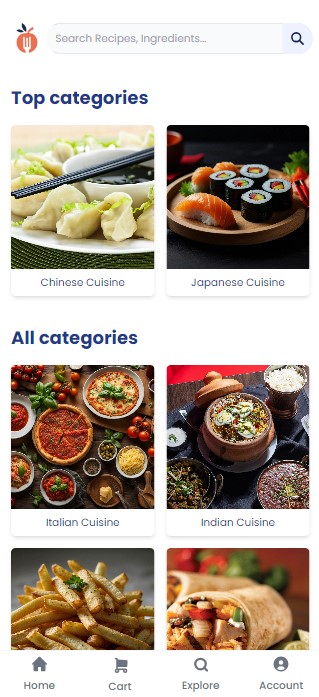 Search Recipes, Ingredients...
Top categories
Chinese Cuisine
Japanese Cuisine
All categories
Italian Cuisine
Indian Cuisine
Home
Cart
Explore
Account